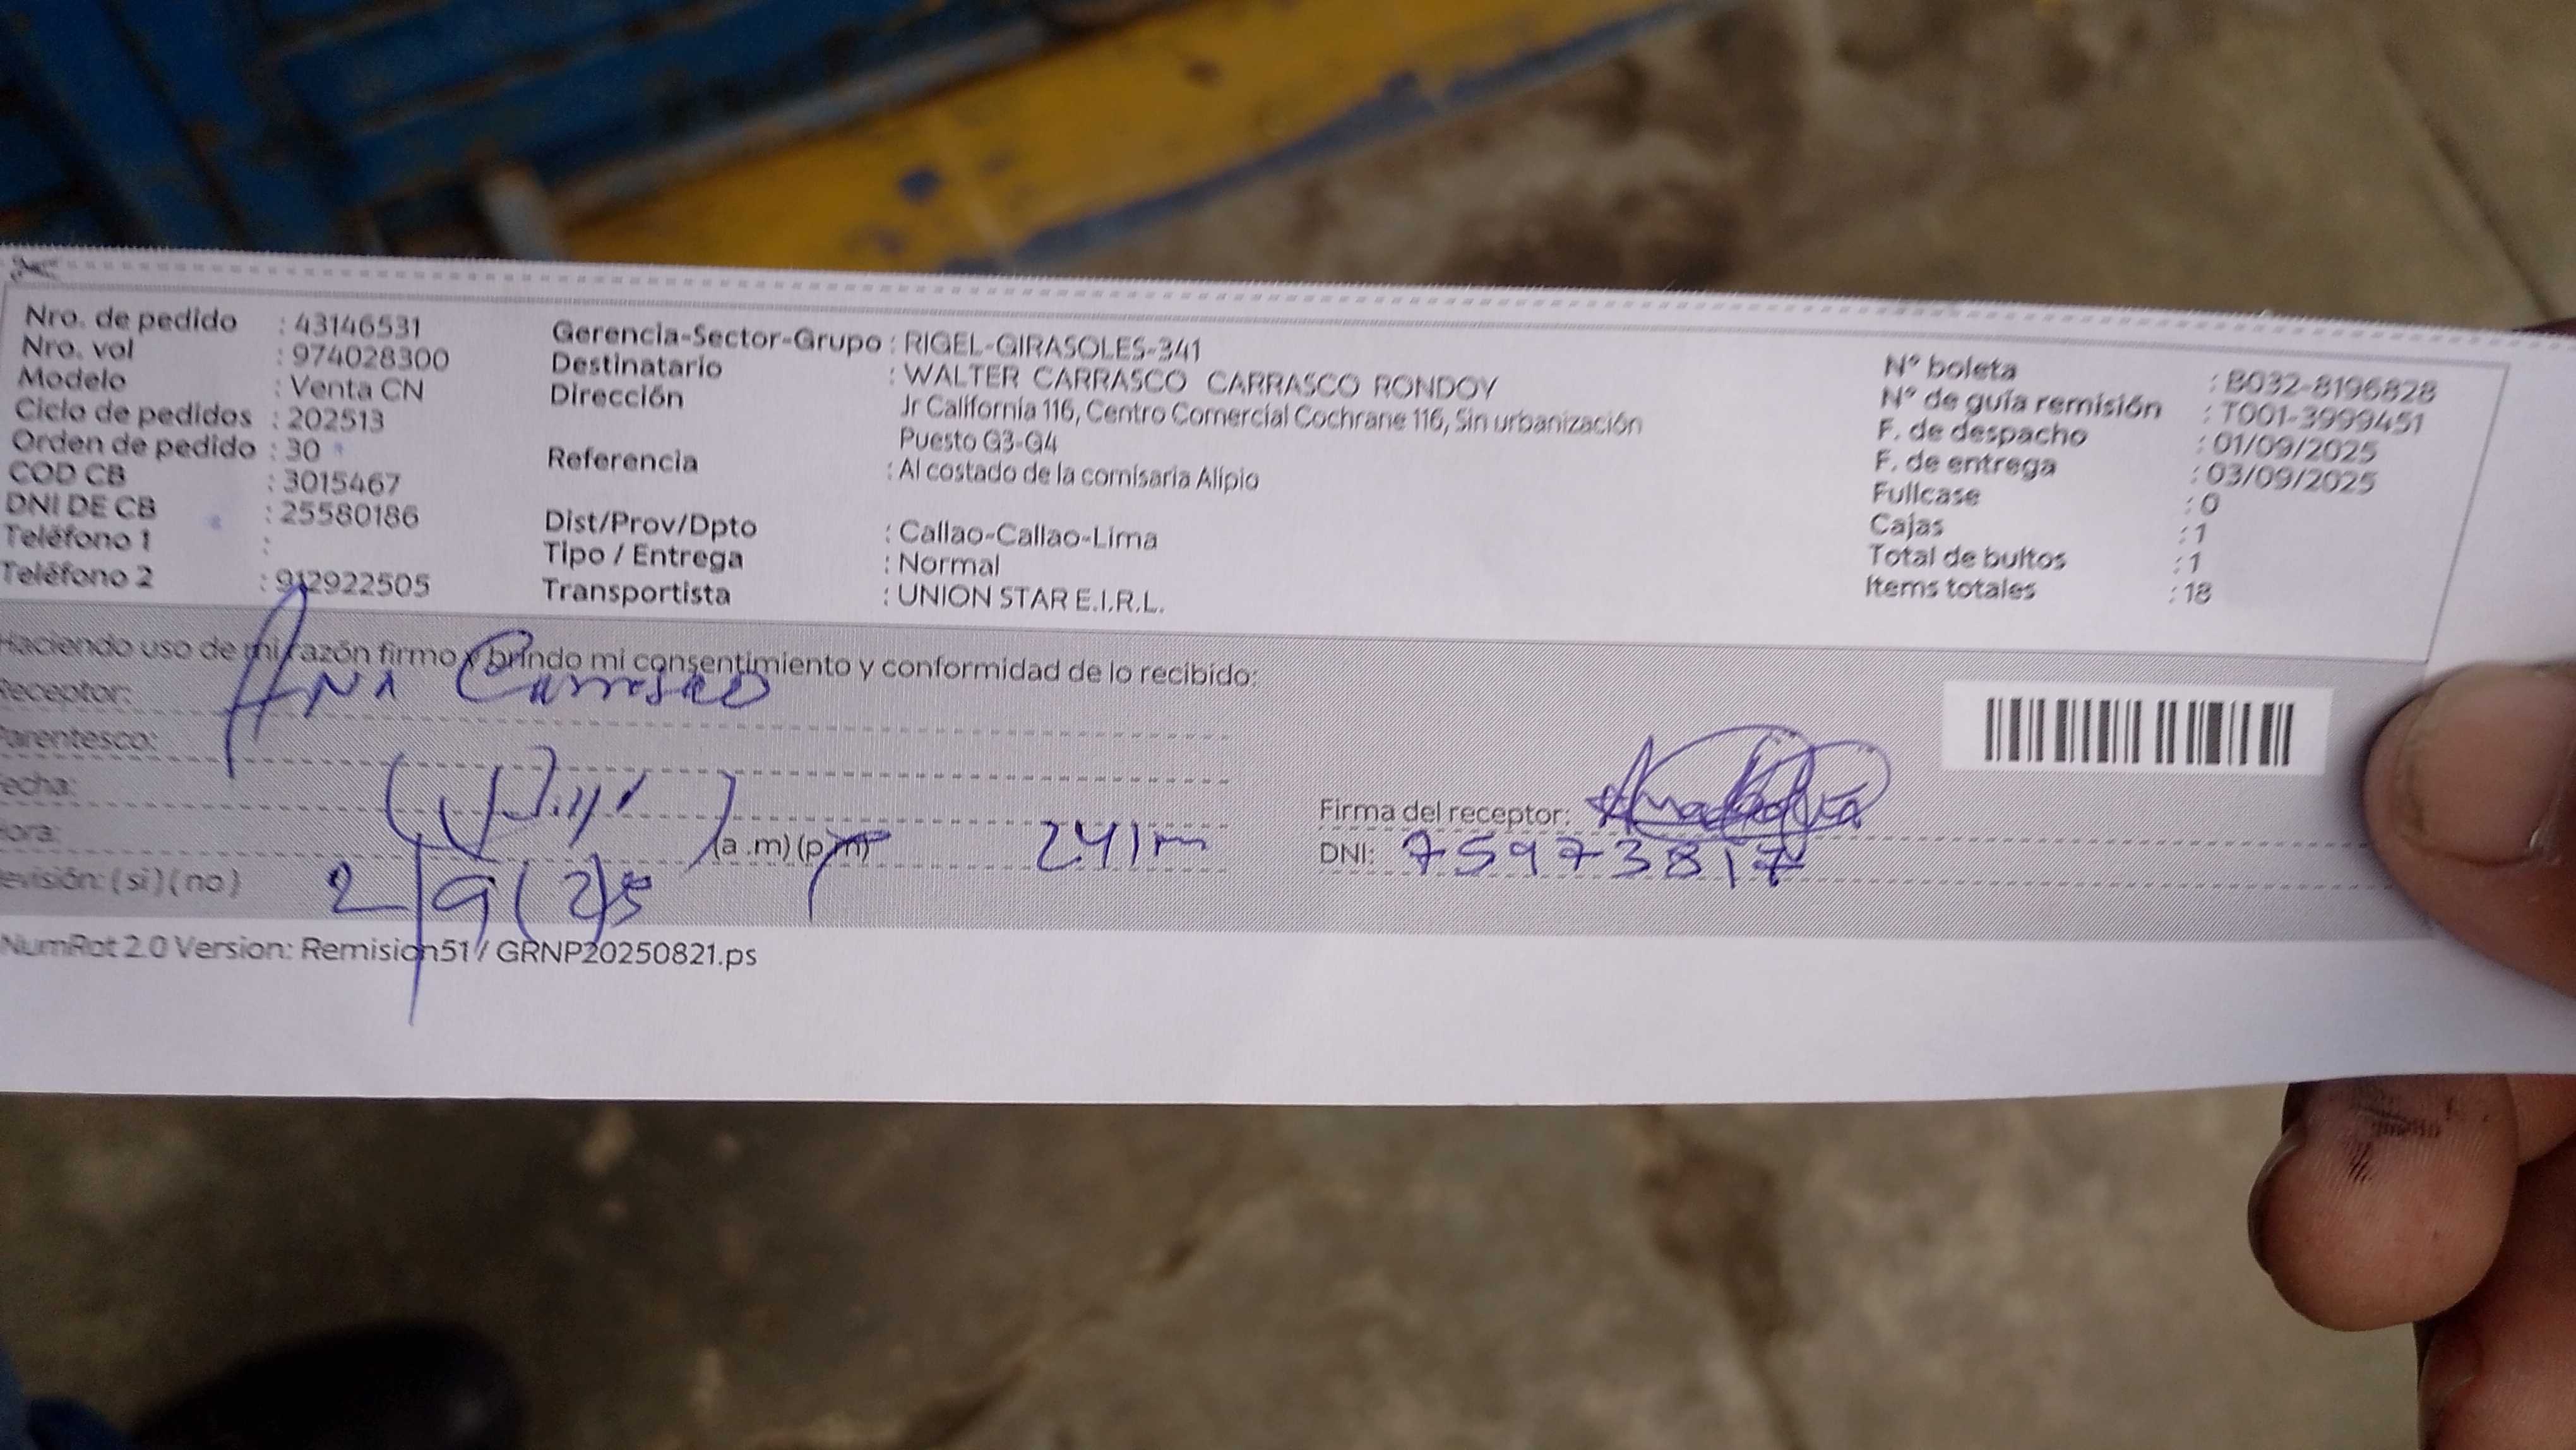 Nro. de pedido : 43146531
Nro. vol : 974028300
Modelo : Venta CN
Ciclo de pedidos : 202513
Orden de pedido : 30
COD CB : 3015467
DNI DE CB : 25580186
Teléfono 1 :
Teléfono 2 : 912922505
Gerencia-Sector-Grupo : RIGEL-GIRASOLES-341
Destinatario : WALTER CARRASCO CARRASCO RONDOY
Dirección Jr California 116, Centro Comercial Cochrane 116, Sin urbanización
Puesto G3-G4
Referencia : Al costado de la comisaria Alipio
Dist/Prov/Dpto : Callao-Callao-Lima
Tipo / Entrega : Normal
Transportista : UNION STAR E.I.R.L.
N° boleta : B032-8196828
N° de guía remisión : T001-3999451
F. de despacho : 01/09/2025
F. de entrega : 03/09/2025
Fullcase : 0
Cajas : 1
Total de bultos : 1
Items totales : 18
Haciendo uso de mi razón firmo y brindo mi consentimiento y conformidad de lo recibido:
Receptor: Ana Carrasco
Parentesco:
echa:
ora: (a.m)(p.m)
evisión: (si)(no) 2/9/25
Firma del receptor:
DNI: 75973817
NumRot 2.0 Version: Remision51 / GRNP20250821.ps